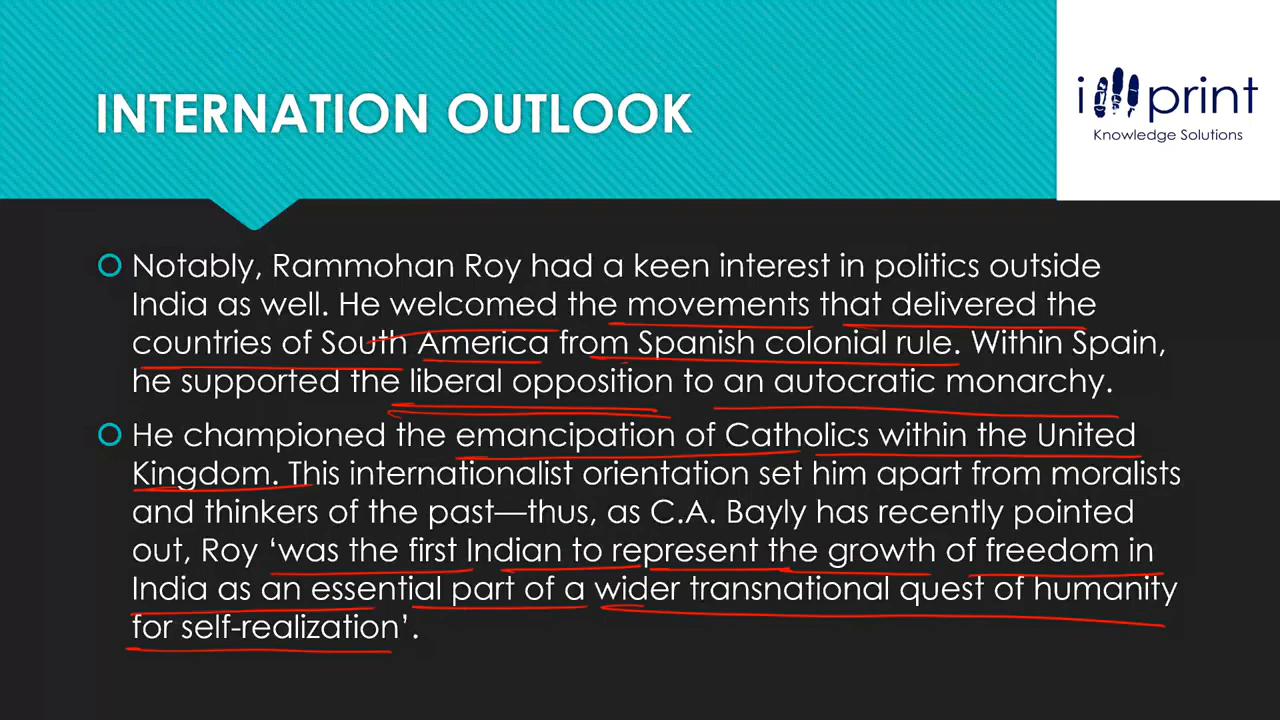 INTERNATION OUTLOOK
i print
Knowledge Solutions
Notably, Rammohan Roy had a keen interest in politics outside
India as well. He welcomed the movements that delivered the
countries of South America from Spanish colonial rule. Within Spain,
he supported the liberal opposition to an autocratic monarchy.
He championed the emancipation of Catholics within the United
Kingdom. This internationalist orientation set him apart from moralists
and thinkers of the past—thus, as C.A. Bayly has recently pointed
out, Roy ‘was the first Indian to represent the growth of freedom in
India as an essential part of a wider transnational quest of humanity
for self-realization’.